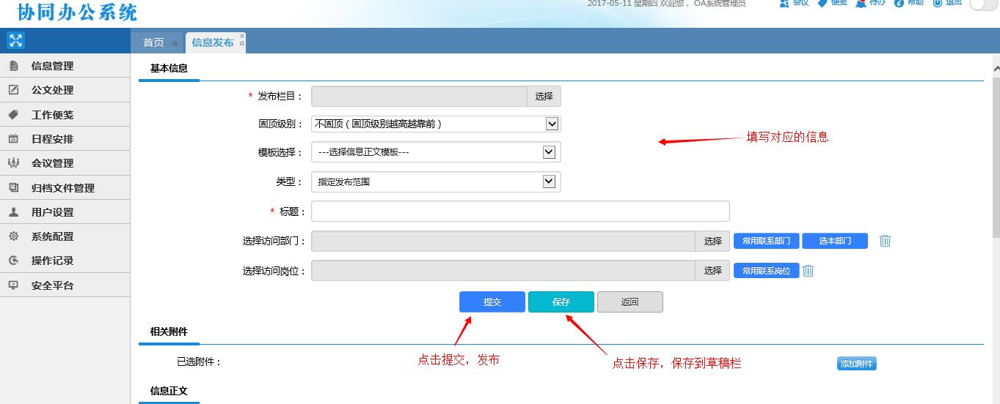 协同办公系统
2017-05-11 星期四 欢迎您， OA系统管理员
会议 便笺 待办 帮助 退出
首页 信息发布
信息管理
公文处理
工作便笺
日程安排
会议管理
归档文件管理
用户设置
系统配置
操作记录
安全平台
基本信息
* 发布栏目： 选择
固顶级别： 不固顶（固顶级别越高越靠前）
填写对应的信息
模板选择： ---选择信息正文模板---
类型： 指定发布范围
* 标题：
选择访问部门： 选择 常用联系部门 选本部门
选择访问岗位： 选择 常用联系岗位
提交 保存 返回
相关附件
点击提交，发布
点击保存，保存到草稿栏
已选附件： 添加附件
信息正文